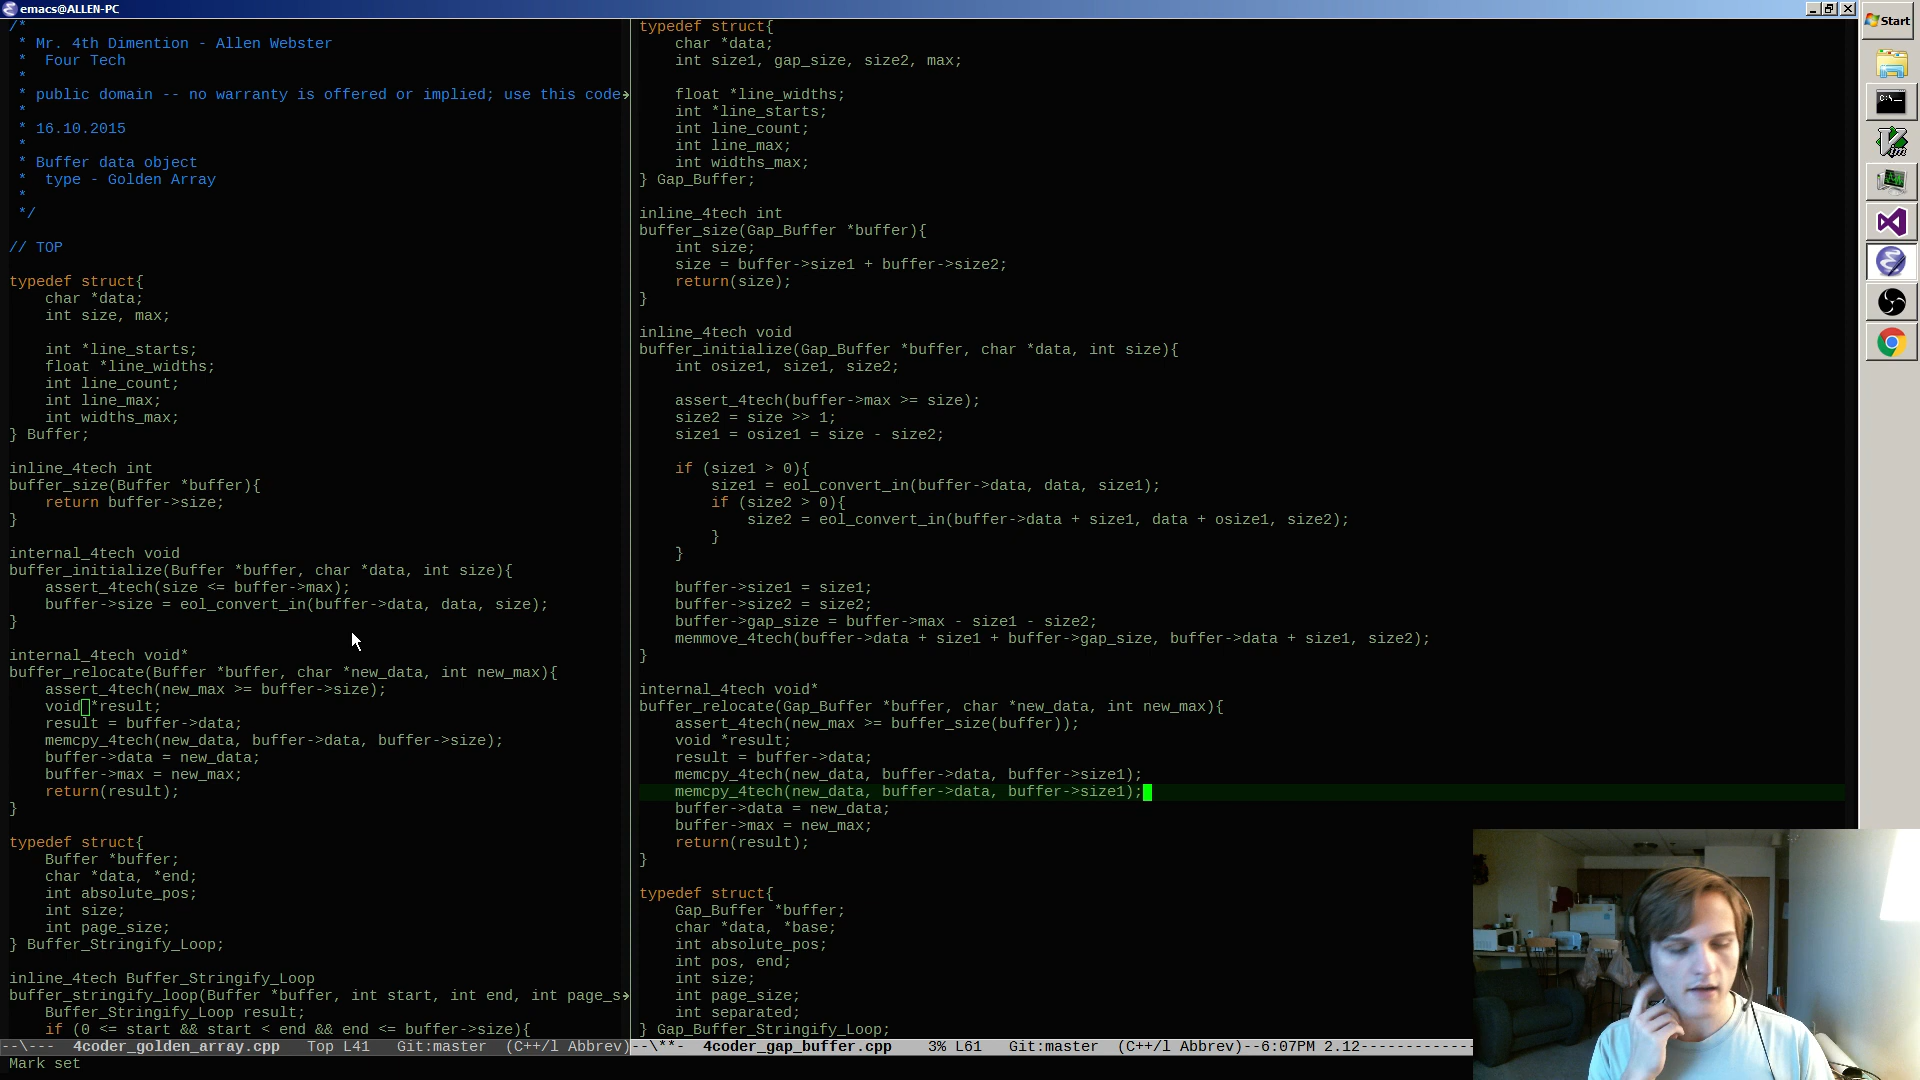 emacs@ALLEN-PC
Start
/*
 * Mr. 4th Dimention - Allen Webster
 *  Four Tech
 *
 * public domain -- no warranty is offered or implied; use this code
 *
 * 16.10.2015
 *
 * Buffer data object
 *  type - Golden Array
 *
 */
// TOP
typedef struct{
    char *data;
    int size, max;
    int *line_starts;
    float *line_widths;
    int line_count;
    int line_max;
    int widths_max;
} Buffer;
inline_4tech int
buffer_size(Buffer *buffer){
    return buffer->size;
}
internal_4tech void
buffer_initialize(Buffer *buffer, char *data, int size){
    assert_4tech(size <= buffer->max);
    buffer->size = eol_convert_in(buffer->data, data, size);
}
internal_4tech void*
buffer_relocate(Buffer *buffer, char *new_data, int new_max){
    assert_4tech(new_max >= buffer->size);
    void *result;
    result = buffer->data;
    memcpy_4tech(new_data, buffer->data, buffer->size);
    buffer->data = new_data;
    buffer->max = new_max;
    return(result);
}
typedef struct{
    Buffer *buffer;
    char *data, *end;
    int absolute_pos;
    int size;
    int page_size;
} Buffer_Stringify_Loop;
inline_4tech Buffer_Stringify_Loop
buffer_stringify_loop(Buffer *buffer, int start, int end, int page_s
    Buffer_Stringify_Loop result;
    if (0 <= start && start < end && end <= buffer->size){
--\---  4coder_golden_array.cpp   Top L41   Git:master  (C++/l Abbrev)
Mark set
typedef struct{
    char *data;
    int size1, gap_size, size2, max;
    float *line_widths;
    int *line_starts;
    int line_count;
    int line_max;
    int widths_max;
} Gap_Buffer;
inline_4tech int
buffer_size(Gap_Buffer *buffer){
    int size;
    size = buffer->size1 + buffer->size2;
    return(size);
}
inline_4tech void
buffer_initialize(Gap_Buffer *buffer, char *data, int size){
    int osize1, size1, size2;
    assert_4tech(buffer->max >= size);
    size2 = size >> 1;
    size1 = osize1 = size - size2;
    if (size1 > 0){
        size1 = eol_convert_in(buffer->data, data, size1);
        if (size2 > 0){
            size2 = eol_convert_in(buffer->data + size1, data + osize1, size2);
        }
    }
    buffer->size1 = size1;
    buffer->size2 = size2;
    buffer->gap_size = buffer->max - size1 - size2;
    memmove_4tech(buffer->data + size1 + buffer->gap_size, buffer->data + size1, size2);
}
internal_4tech void*
buffer_relocate(Gap_Buffer *buffer, char *new_data, int new_max){
    assert_4tech(new_max >= buffer_size(buffer));
    void *result;
    result = buffer->data;
    memcpy_4tech(new_data, buffer->data, buffer->size1);
    memcpy_4tech(new_data, buffer->data, buffer->size1);
    buffer->data = new_data;
    buffer->max = new_max;
    return(result);
}
typedef struct{
    Gap_Buffer *buffer;
    char *data, *base;
    int absolute_pos;
    int pos, end;
    int size;
    int page_size;
    int separated;
} Gap_Buffer_Stringify_Loop;
--\**-  4coder_gap_buffer.cpp    3% L61   Git:master  (C++/l Abbrev)--6:07PM 2.12-------------